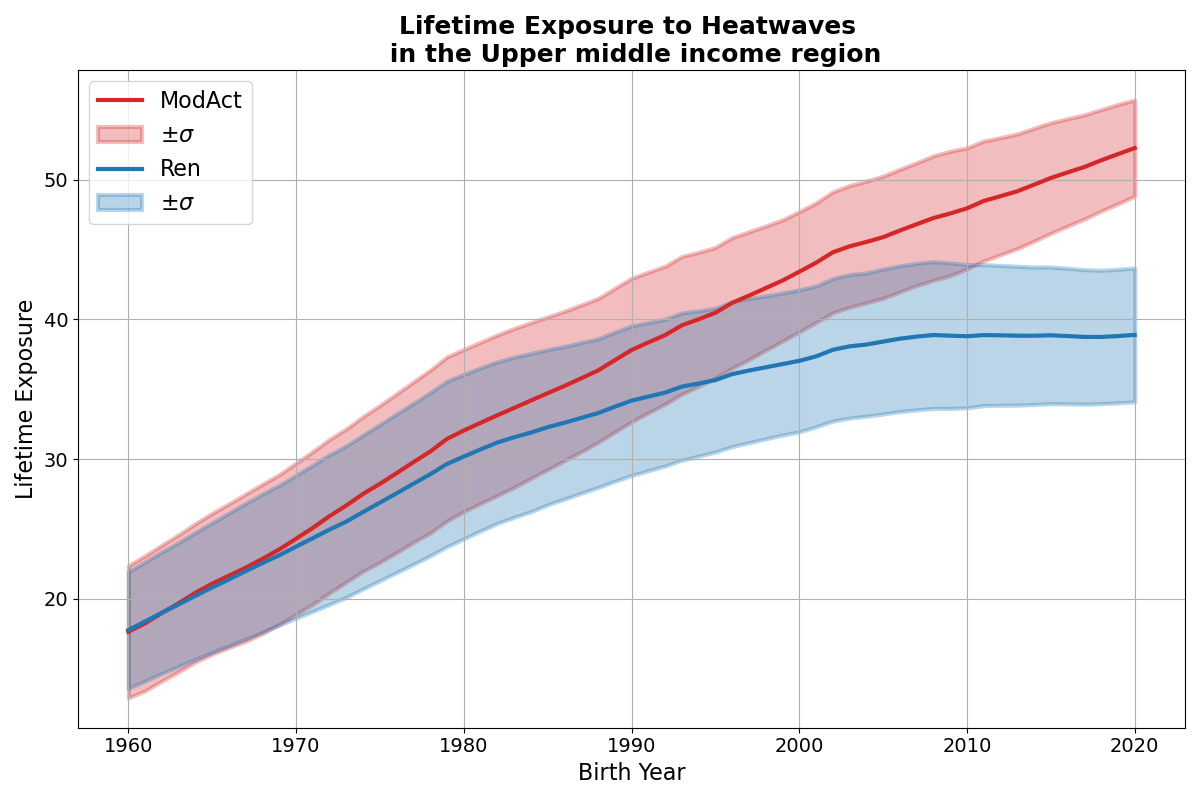 Lifetime Exposure to Heatwaves
in the Upper middle income region
ModAct
±σ
Ren
±σ
Lifetime Exposure
50
40
30
20
1960 1970 1980 1990 2000 2010 2020
Birth Year